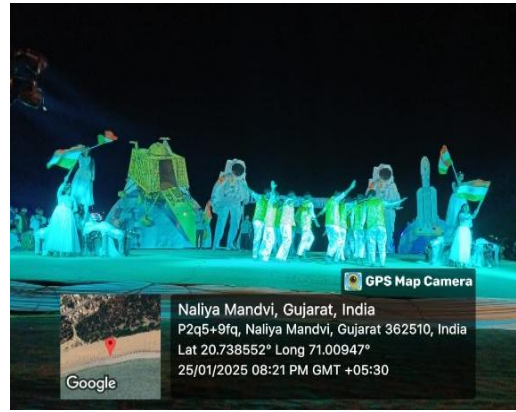 GPS Map Camera
Naliya Mandvi, Gujarat, India
P2q5+9fq, Naliya Mandvi, Gujarat 362510, India
Lat 20.738552° Long 71.00947°
25/01/2025 08:21 PM GMT +05:30
Google